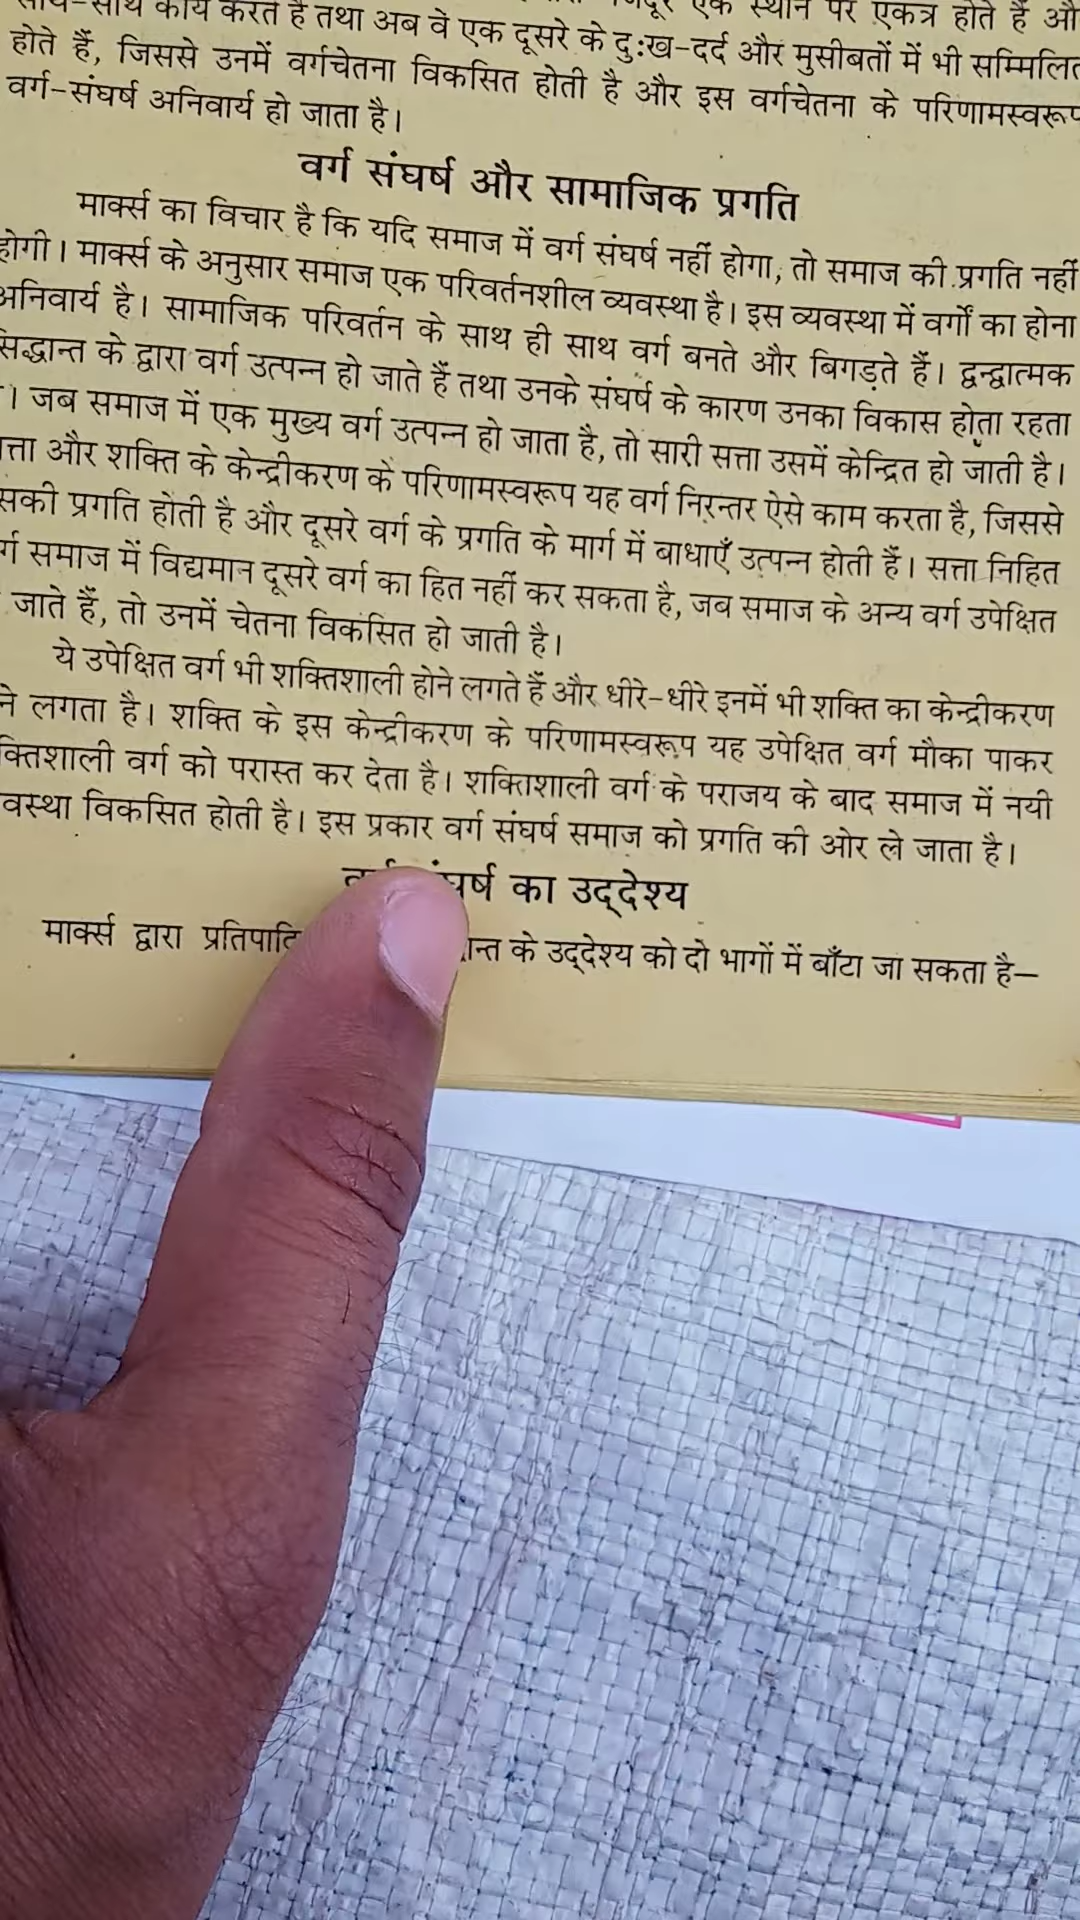 साथ-साथ कार्य करते हैं तथा अब वे एक दूसरे के दुःख-दर्द और मुसीबतों में भी सम्मिलित
एक स्थान पर एकत्र होते हैं
होते हैं, जिससे उनमें वर्गचेतना विकसित होती है और इस वर्गचेतना के परिणामस्वरूप
वर्ग-संघर्ष अनिवार्य हो जाता है।
वर्ग संघर्ष और सामाजिक प्रगति
मार्क्स का विचार है कि यदि समाज में वर्ग संघर्ष नहीं होगा, तो समाज की प्रगति नहीं
होगी। मार्क्स के अनुसार समाज एक परिवर्तनशील व्यवस्था है। इस व्यवस्था में वर्गों का होना
अनिवार्य है। सामाजिक परिवर्तन के साथ ही साथ वर्ग बनते और बिगड़ते हैं। द्वन्द्वात्मक
सिद्धान्त के द्वारा वर्ग उत्पन्न हो जाते हैं तथा उनके संघर्ष के कारण उनका विकास होता रहता
। जब समाज में एक मुख्य वर्ग उत्पन्न हो जाता है, तो सारी सत्ता उसमें केन्द्रित हो जाती है।
त्ता और शक्ति के केन्द्रीकरण के परिणामस्वरूप यह वर्ग निरन्तर ऐसे काम करता है, जिससे
सकी प्रगति होती है और दूसरे वर्ग के प्रगति के मार्ग में बाधाएँ उत्पन्न होती हैं। सत्ता निहित
र्ग समाज में विद्यमान दूसरे वर्ग का हित नहीं कर सकता है, जब समाज के अन्य वर्ग उपेक्षित
जाते हैं, तो उनमें चेतना विकसित हो जाती है।
ये उपेक्षित वर्ग भी शक्तिशाली होने लगते हैं और धीरे-धीरे इनमें भी शक्ति का केन्द्रीकरण
ने लगता है। शक्ति के इस केन्द्रीकरण के परिणामस्वरूप यह उपेक्षित वर्ग मौका पाकर
क्तिशाली वर्ग को परास्त कर देता है। शक्तिशाली वर्ग के पराजय के बाद समाज में नयी
वस्था विकसित होती है। इस प्रकार वर्ग संघर्ष समाज को प्रगति की ओर ले जाता है।
का उद्देश्य
मार्क्स द्वारा के उद्देश्य को दो भागों में बाँटा जा सकता है—